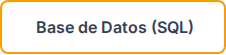 Base de Datos (SQL)